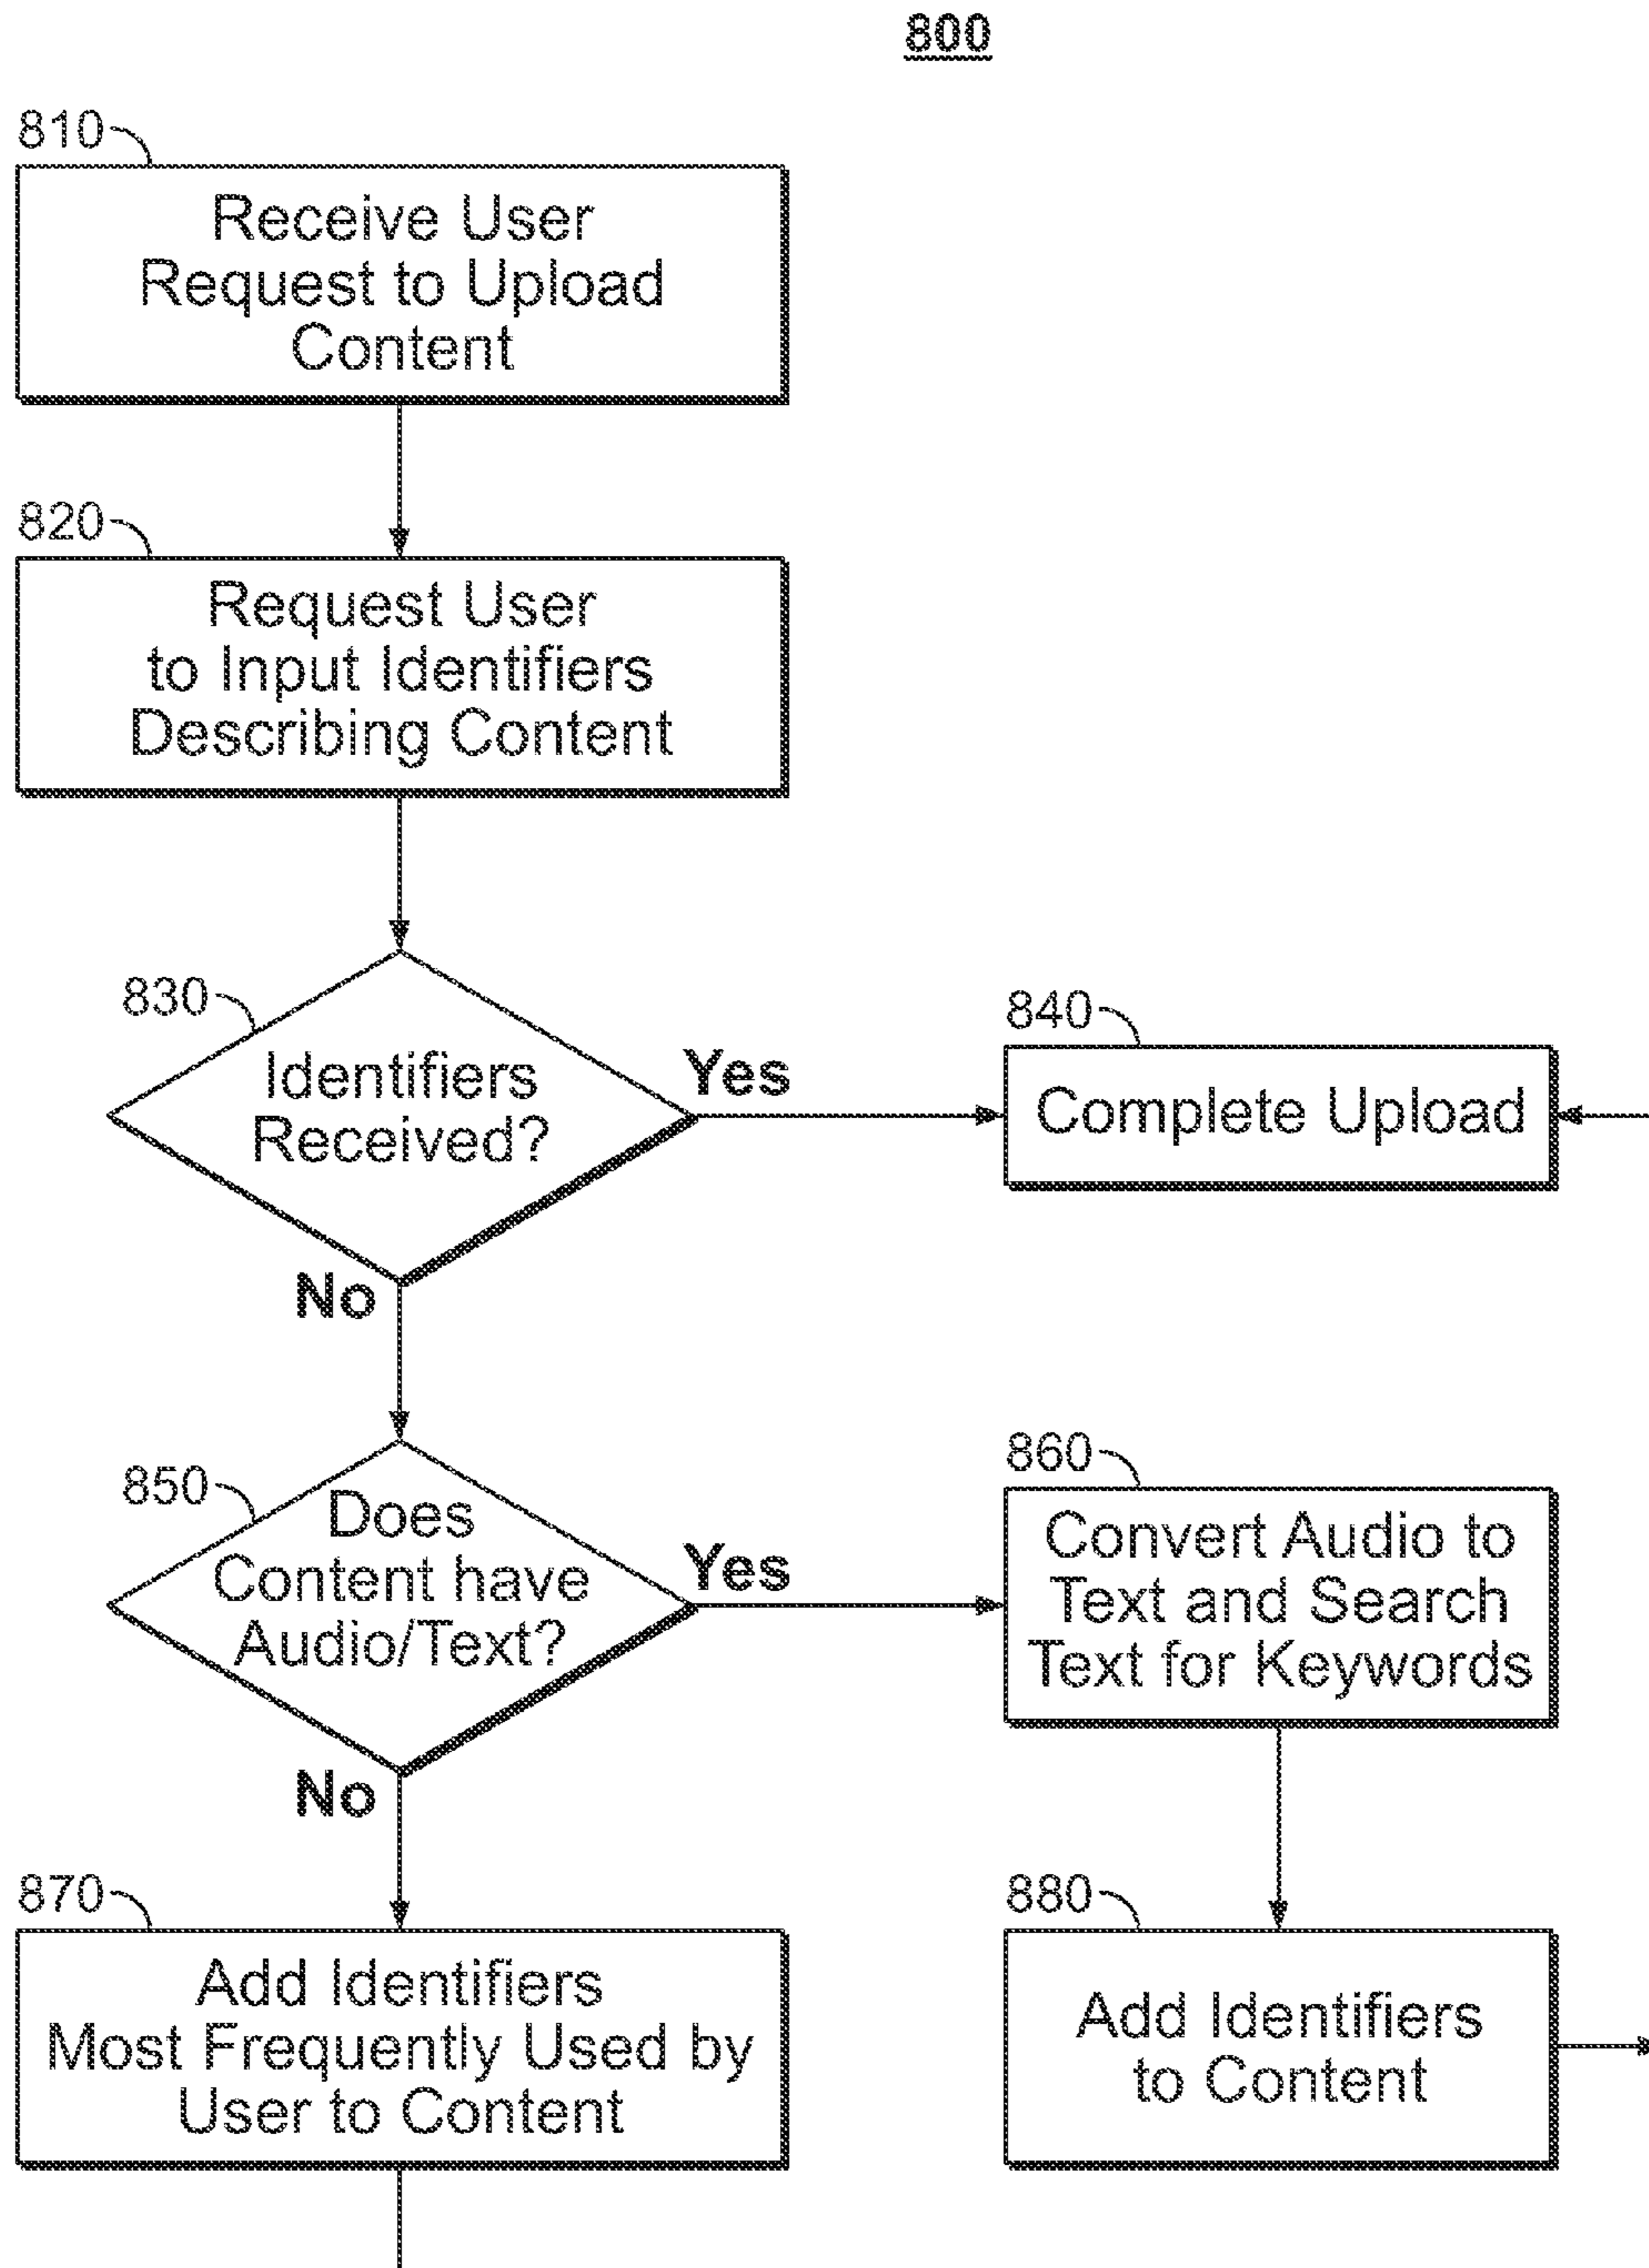 800
810
Receive User
Request to Upload
Content
820
Request User
to Input Identifiers
Describing Content
830
Identifiers
Received?
Yes
No
840
Complete Upload
850
Does
Content have
Audio/Text?
Yes
No
860
Convert Audio to
Text and Search
Text for Keywords
870
Add Identifiers
Most Frequently Used by
User to Content
880
Add Identifiers
to Content